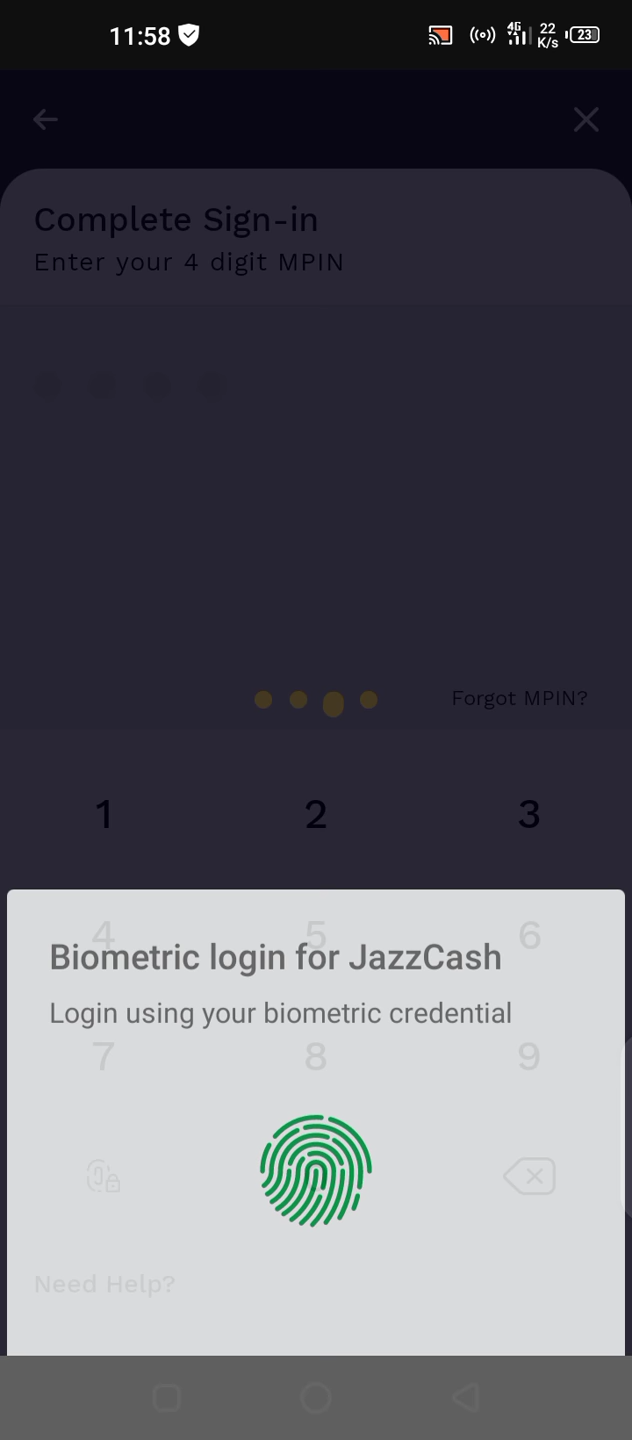 11:58
4G
22
K/s
23
Complete Sign-in
Enter your 4 digit MPIN
Forgot MPIN?
1 2 3
4 5 6
Biometric login for JazzCash
Login using your biometric credential
7 8 9
Need Help?